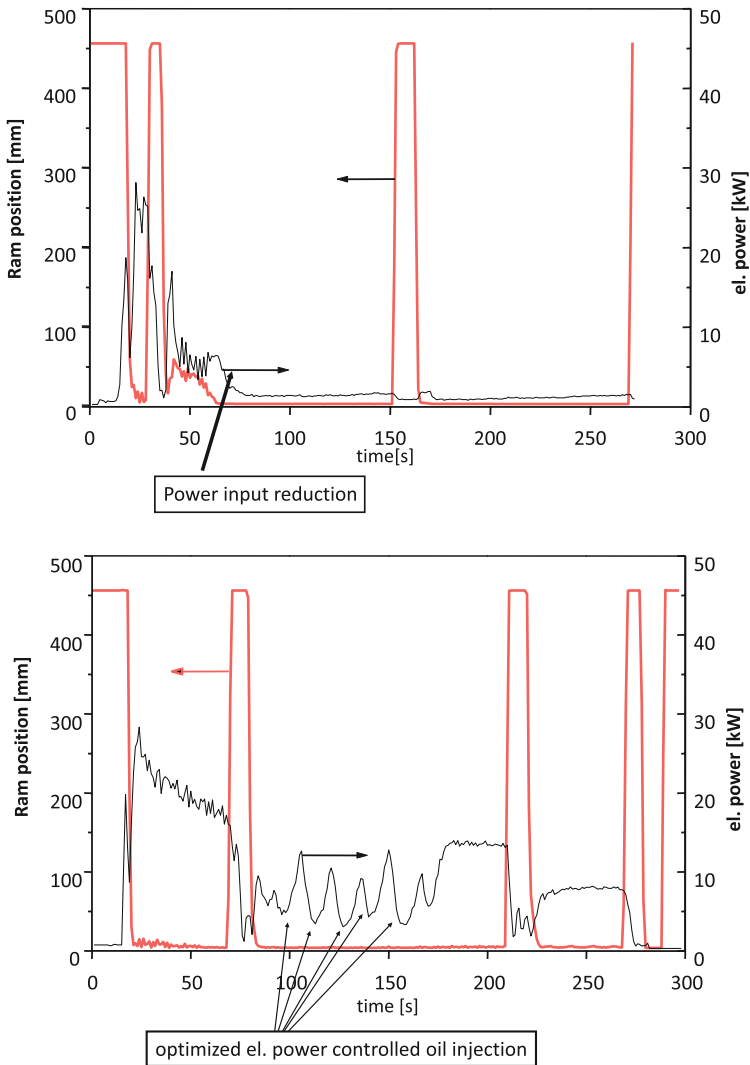 500
400
300
200
100
0
Ram position [mm]
50
40
30
20
10
0
el. power [kW]
0 50 100 150 200 250 300
time[s]
Power input reduction
500
400
300
200
100
0
Ram position [mm]
50
40
30
20
10
0
el. power [kW]
0 50 100 150 200 250 300
time [s]
optimized el. power controlled oil injection